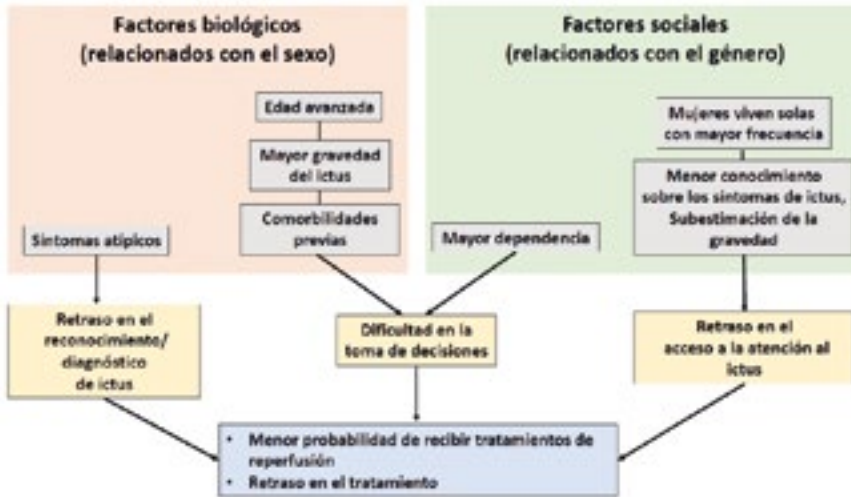 Factores biológicos
(relacionados con el sexo)
Edad avanzada
Mayor gravedad
del ictus
Comorbilidades
previas
Síntomas atípicos
Factores sociales
(relacionados con el género)
Mujeres viven solas
con mayor frecuencia
Menor conocimiento
sobre los síntomas de ictus,
Subestimación de la
gravedad
Mayor dependencia
Retraso en el
reconocimiento/
diagnóstico
de ictus
Dificultad en la
toma de decisiones
Retraso en el
acceso a la atención al
ictus
• Menor probabilidad de recibir tratamientos de
reperfusión
• Retraso en el tratamiento